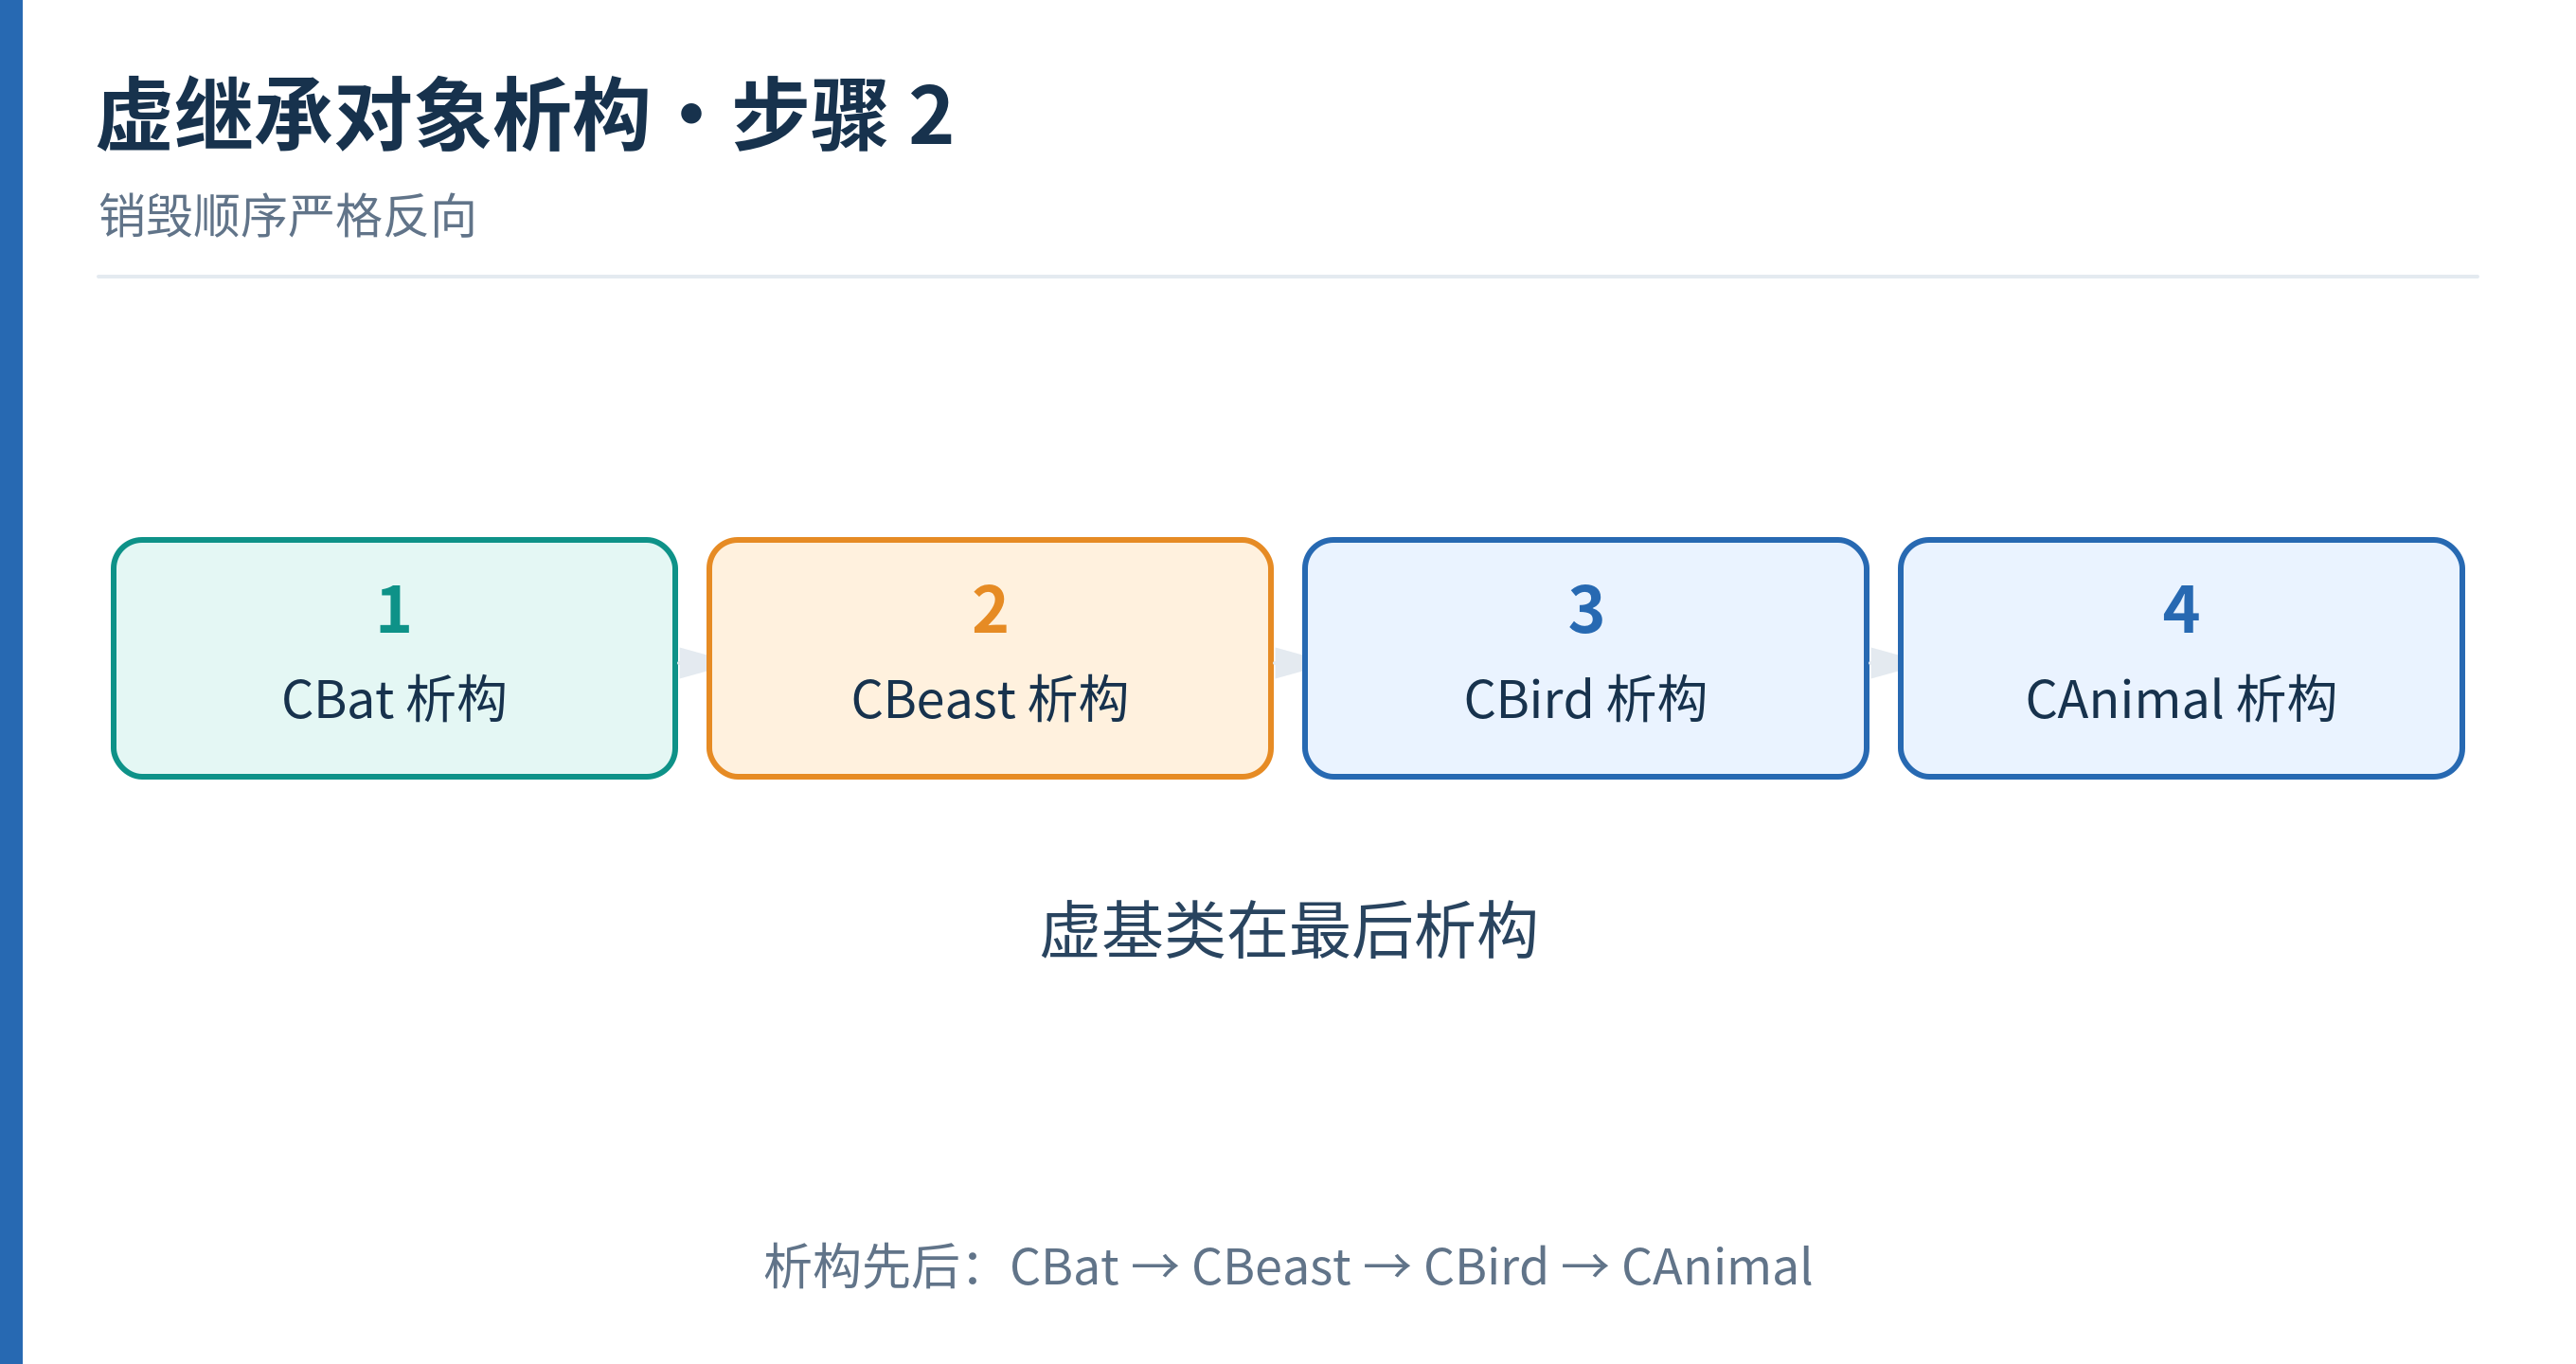 虚继承对象析构·步骤 2
销毁顺序严格反向
1
CBat 析构
2
CBeast 析构
3
CBird 析构
4
CAnimal 析构
虚基类在最后析构
析构先后：CBat → CBeast → CBird → CAnimal